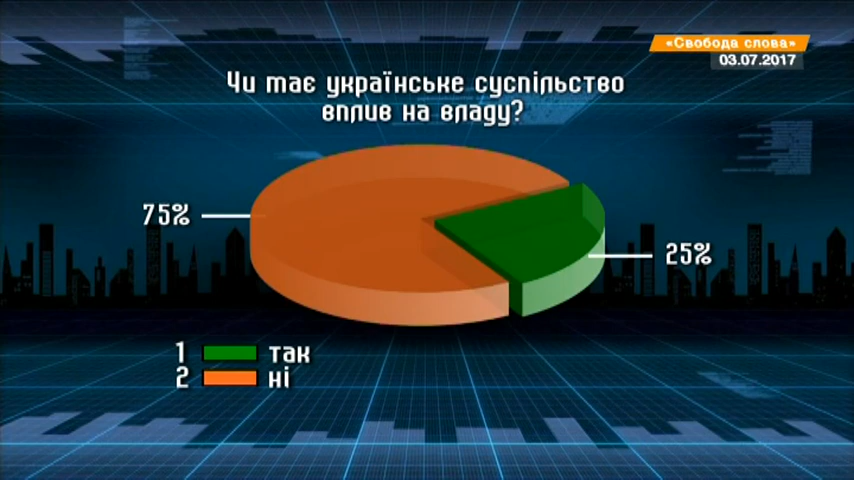 «Свобода слова»
03.07.2017
Чи має українське суспільство
вплив на владу?
75%
25%
1 так
2 ні